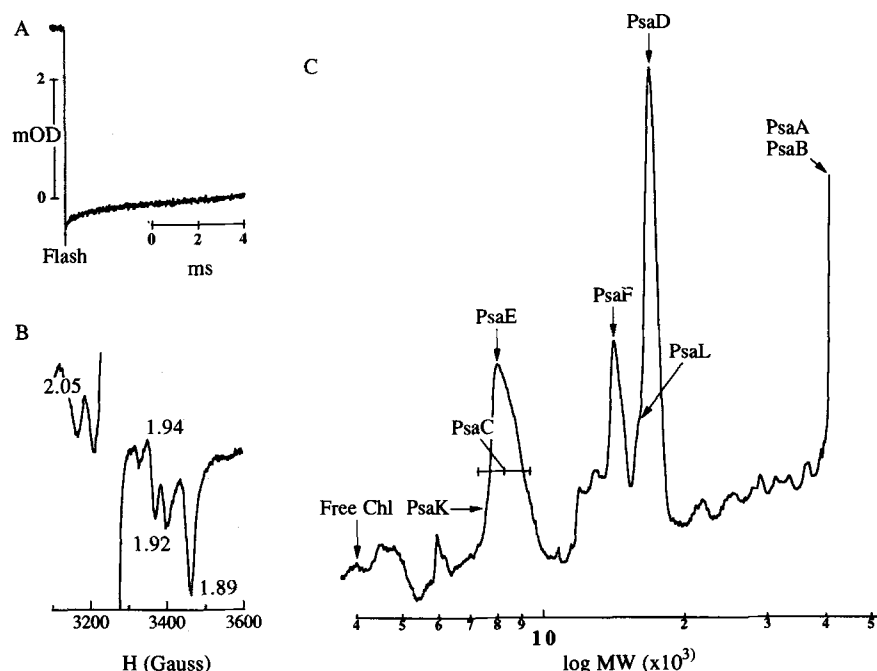 A
2
mOD
0
Flash
0 2 4
ms
B
2.05
1.94
1.92
1.89
3200 3400 3600
H (Gauss)
C
PsaD
PsaA
PsaB
PsaF
PsaE
PsaL
PsaC
Free Chl PsaK
4 5 6 7 8 9 10 2 3 4 5
log MW (x10³)